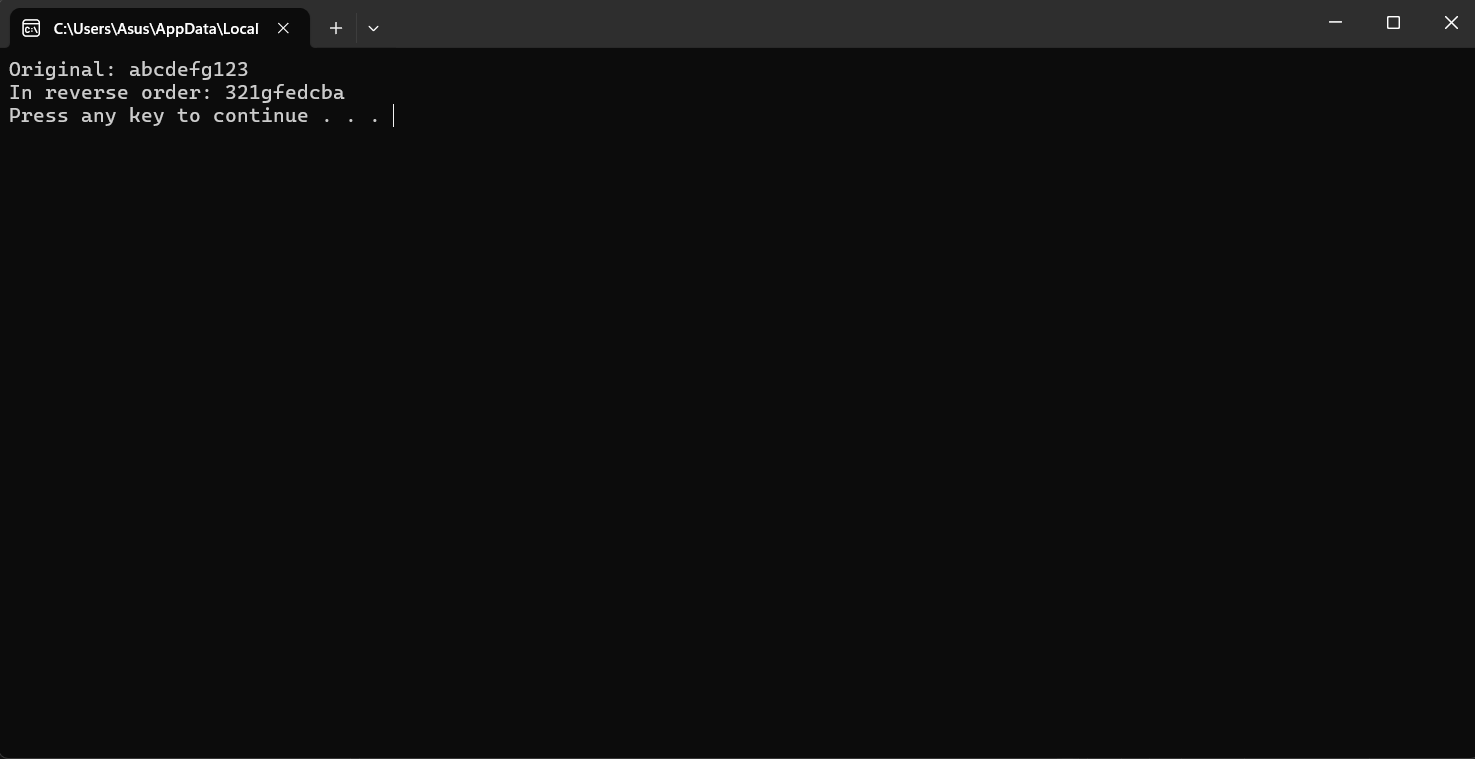 C:\Users\Asus\AppData\Local
Original: abcdefg123
In reverse order: 321gfedcba
Press any key to continue . . .